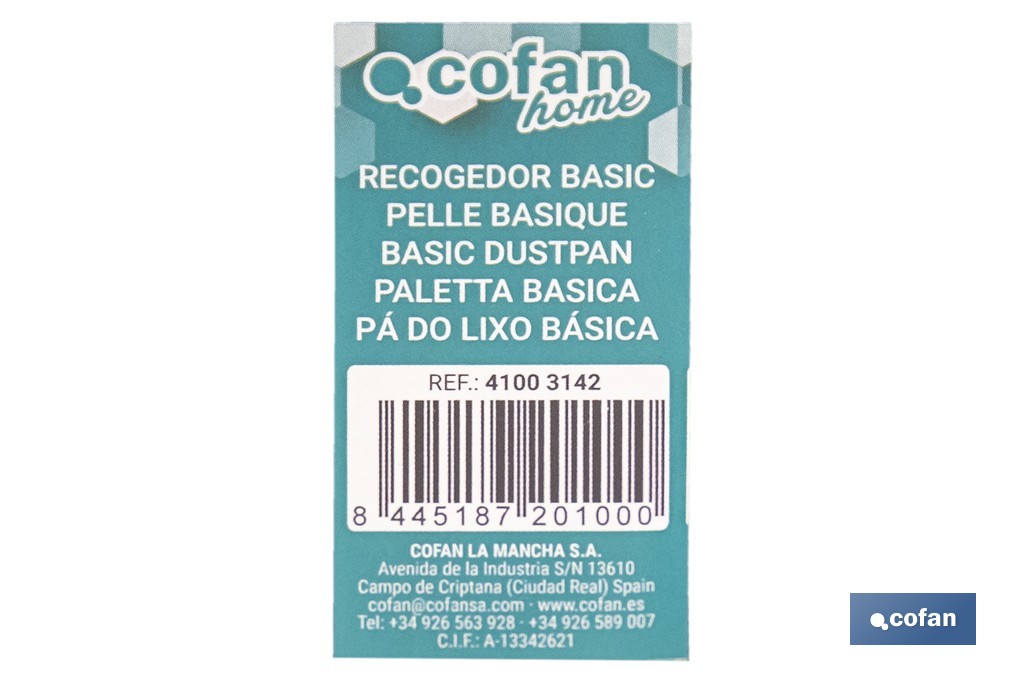 cofan
home
RECOGEDOR BASIC
PELLE BASIQUE
BASIC DUSTPAN
PALETTA BASICA
PÁ DO LIXO BÁSICA
REF.: 4100 3142
8 445187 201000
COFAN LA MANCHA S.A.
Avenida de la Industria S/N 13610
Campo de Criptana (Ciudad Real) Spain
cofan@cofansa.com · www.cofan.es
Tel: +34 926 563 928 · +34 926 589 007
C.I.F.: A-13342621
cofan